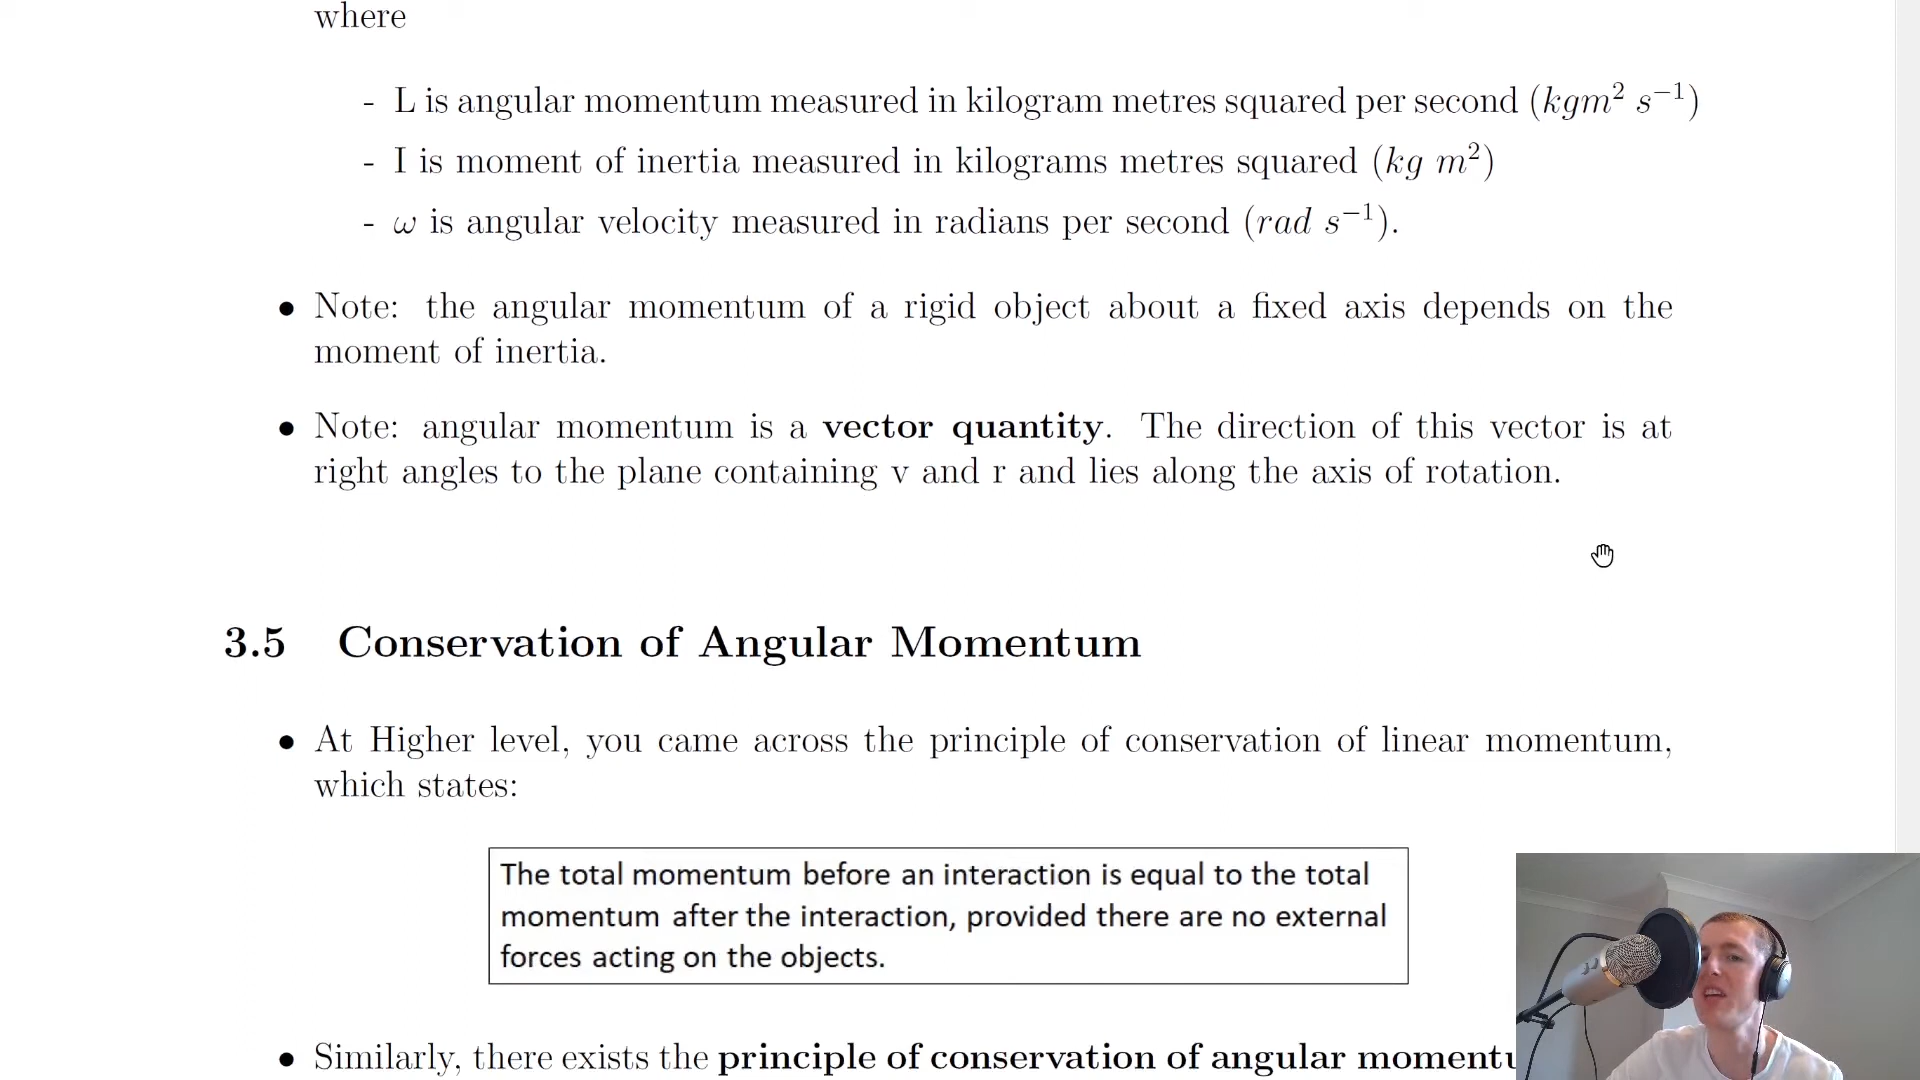 where
- L is angular momentum measured in kilogram metres squared per second (kgm² s⁻¹)
- I is moment of inertia measured in kilograms metres squared (kg m²)
- ω is angular velocity measured in radians per second (rad s⁻¹).
• Note: the angular momentum of a rigid object about a fixed axis depends on the
moment of inertia.
• Note: angular momentum is a vector quantity. The direction of this vector is at
right angles to the plane containing v and r and lies along the axis of rotation.
3.5 Conservation of Angular Momentum
• At Higher level, you came across the principle of conservation of linear momentum,
which states:
The total momentum before an interaction is equal to the total
momentum after the interaction, provided there are no external
forces acting on the objects.
• Similarly, there exists the principle of conservation of angular momentu